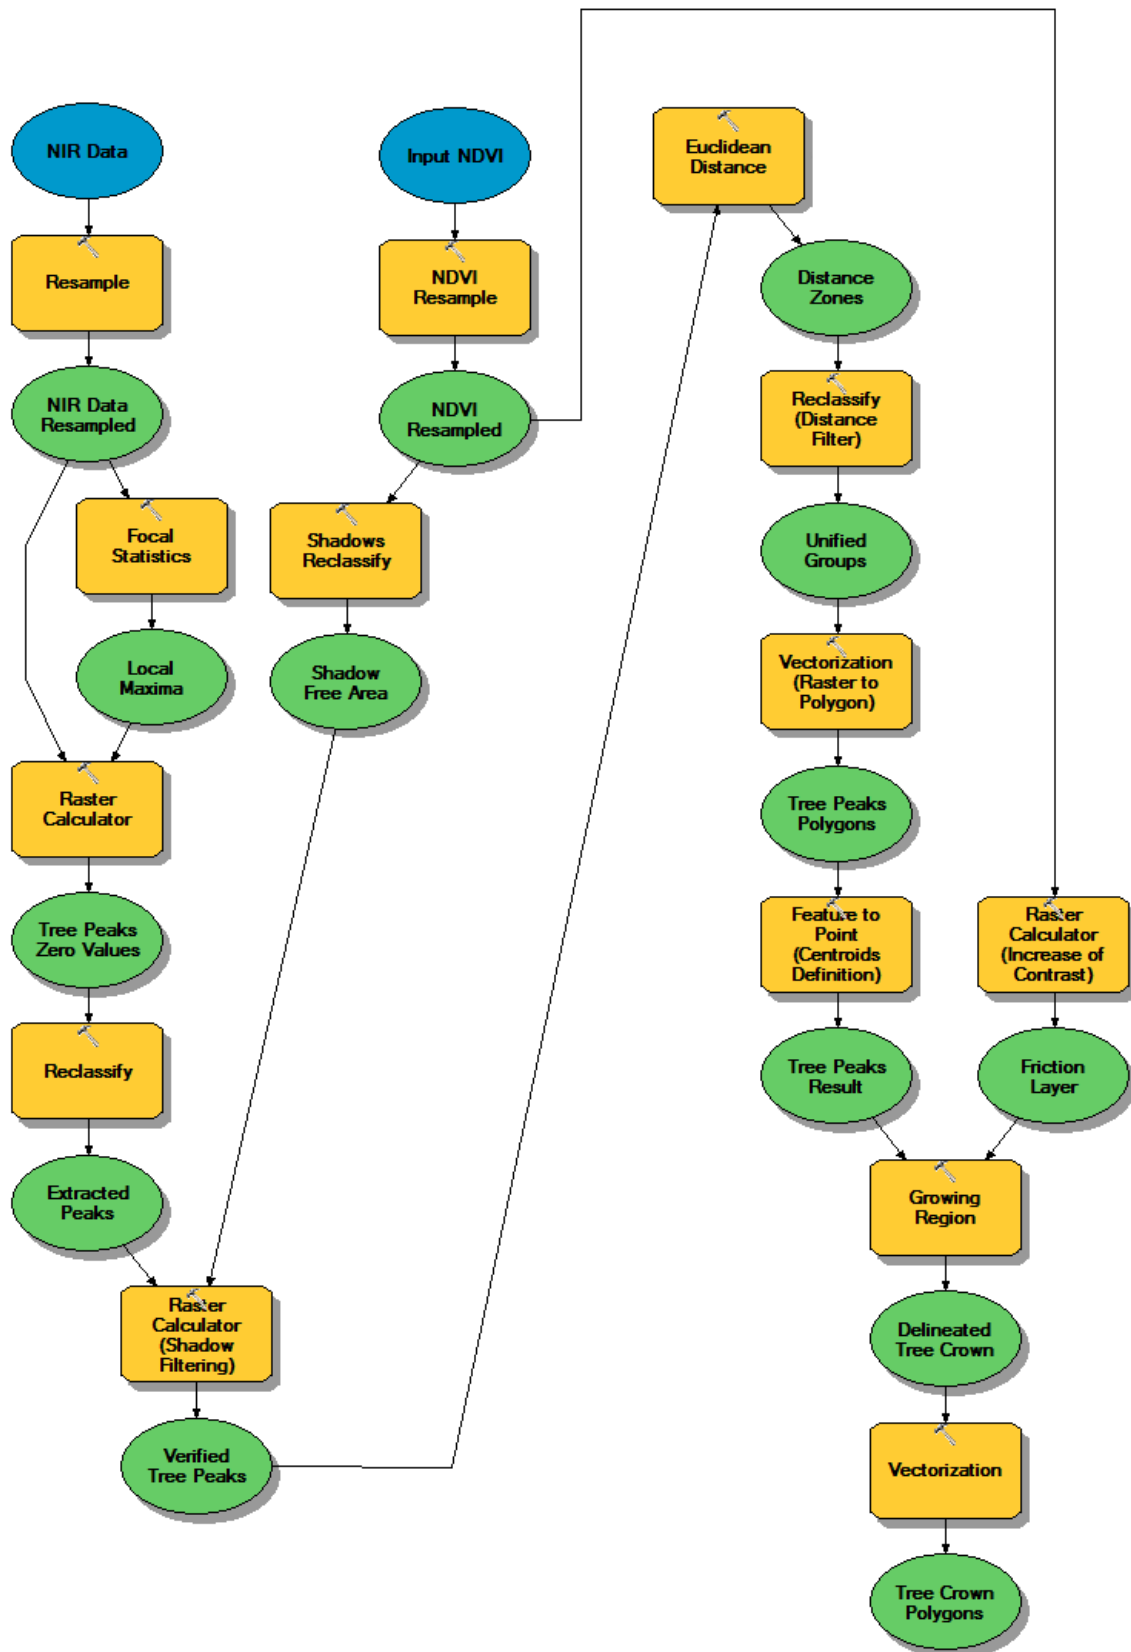 NIR Data
Resample
NIR Data
Resampled
Focal
Statistics
Local
Maxima
Raster
Calculator
Tree Peaks
Zero Values
Reclassify
Extracted
Peaks
Input NDVI
NDVI
Resample
NDVI
Resampled
Shadows
Reclassify
Shadow
Free Area
Raster
Calculator
(Shadow
Filtering)
Verified
Tree Peaks
Euclidean
Distance
Distance
Zones
Reclassify
(Distance
Filter)
Unified
Groups
Vectorization
(Raster to
Polygon)
Tree Peaks
Polygons
Feature to
Point
(Centroids
Definition)
Tree Peaks
Result
Raster
Calculator
(Increase of
Contrast)
Friction
Layer
Growing
Region
Delineated
Tree Crown
Vectorization
Tree Crown
Polygons